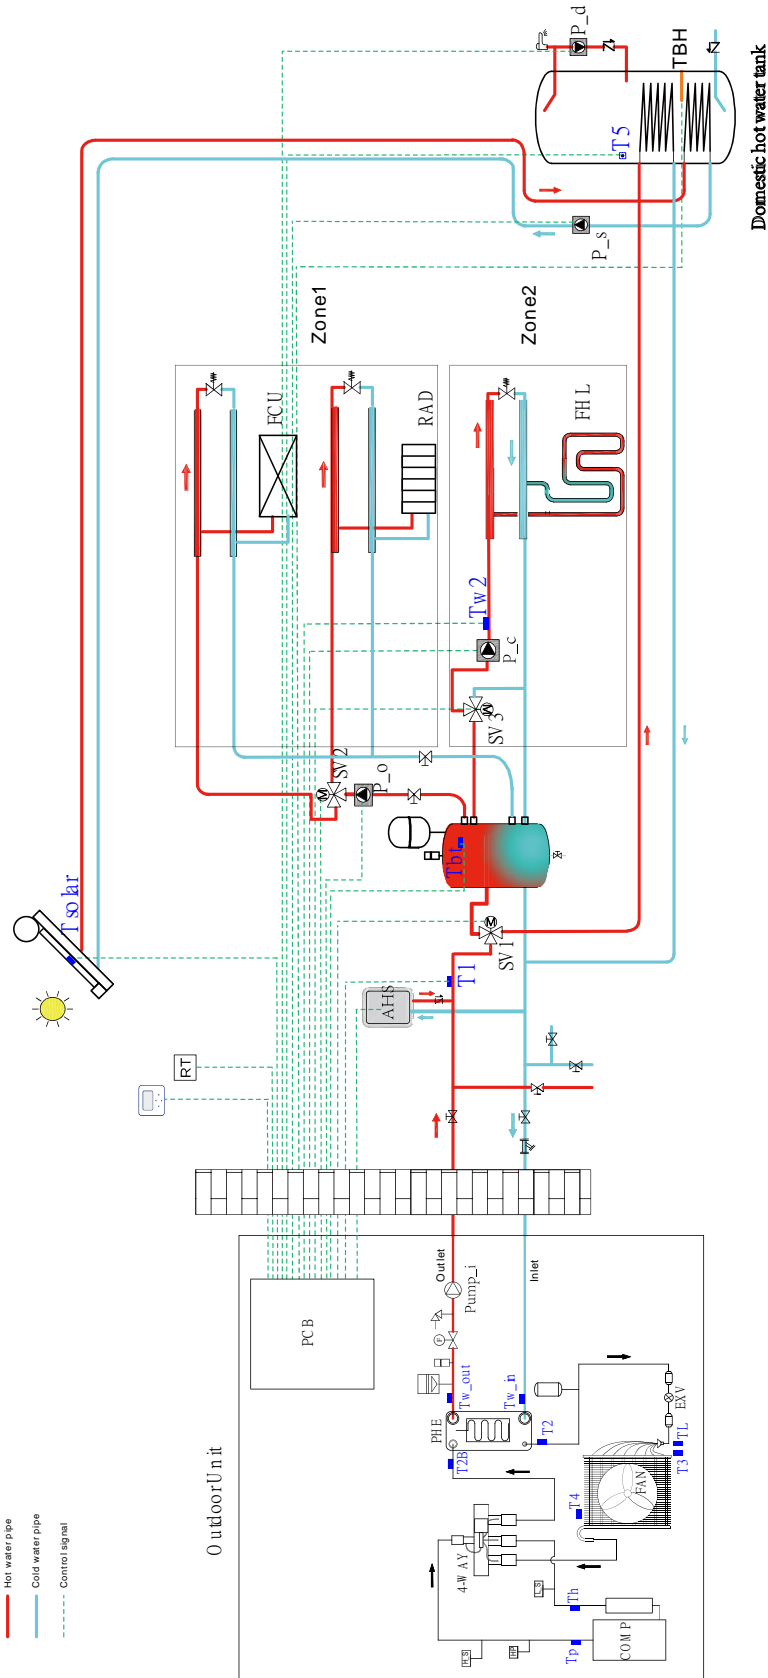 P_d
TBH
Domestic hot water tank
T5
P_s
Zone1
Zone2
FCU
RAD
FHL
Tw2
P_c
SV3
SV2
P_o
Tbt
M
M
M
SV1
Tsolar
T1
AHS
RT
Outlet
Inlet
Pump_i
PCB
F
Tw_out
Tw_in
PHE
T2
T2B
EXV
TL
T3
FAN
T4
OutdoorUnit
4-WAY
L.S
H.S
HP
Th
Tp
COMP
Hot water pipe
Cold water pipe
Control signal